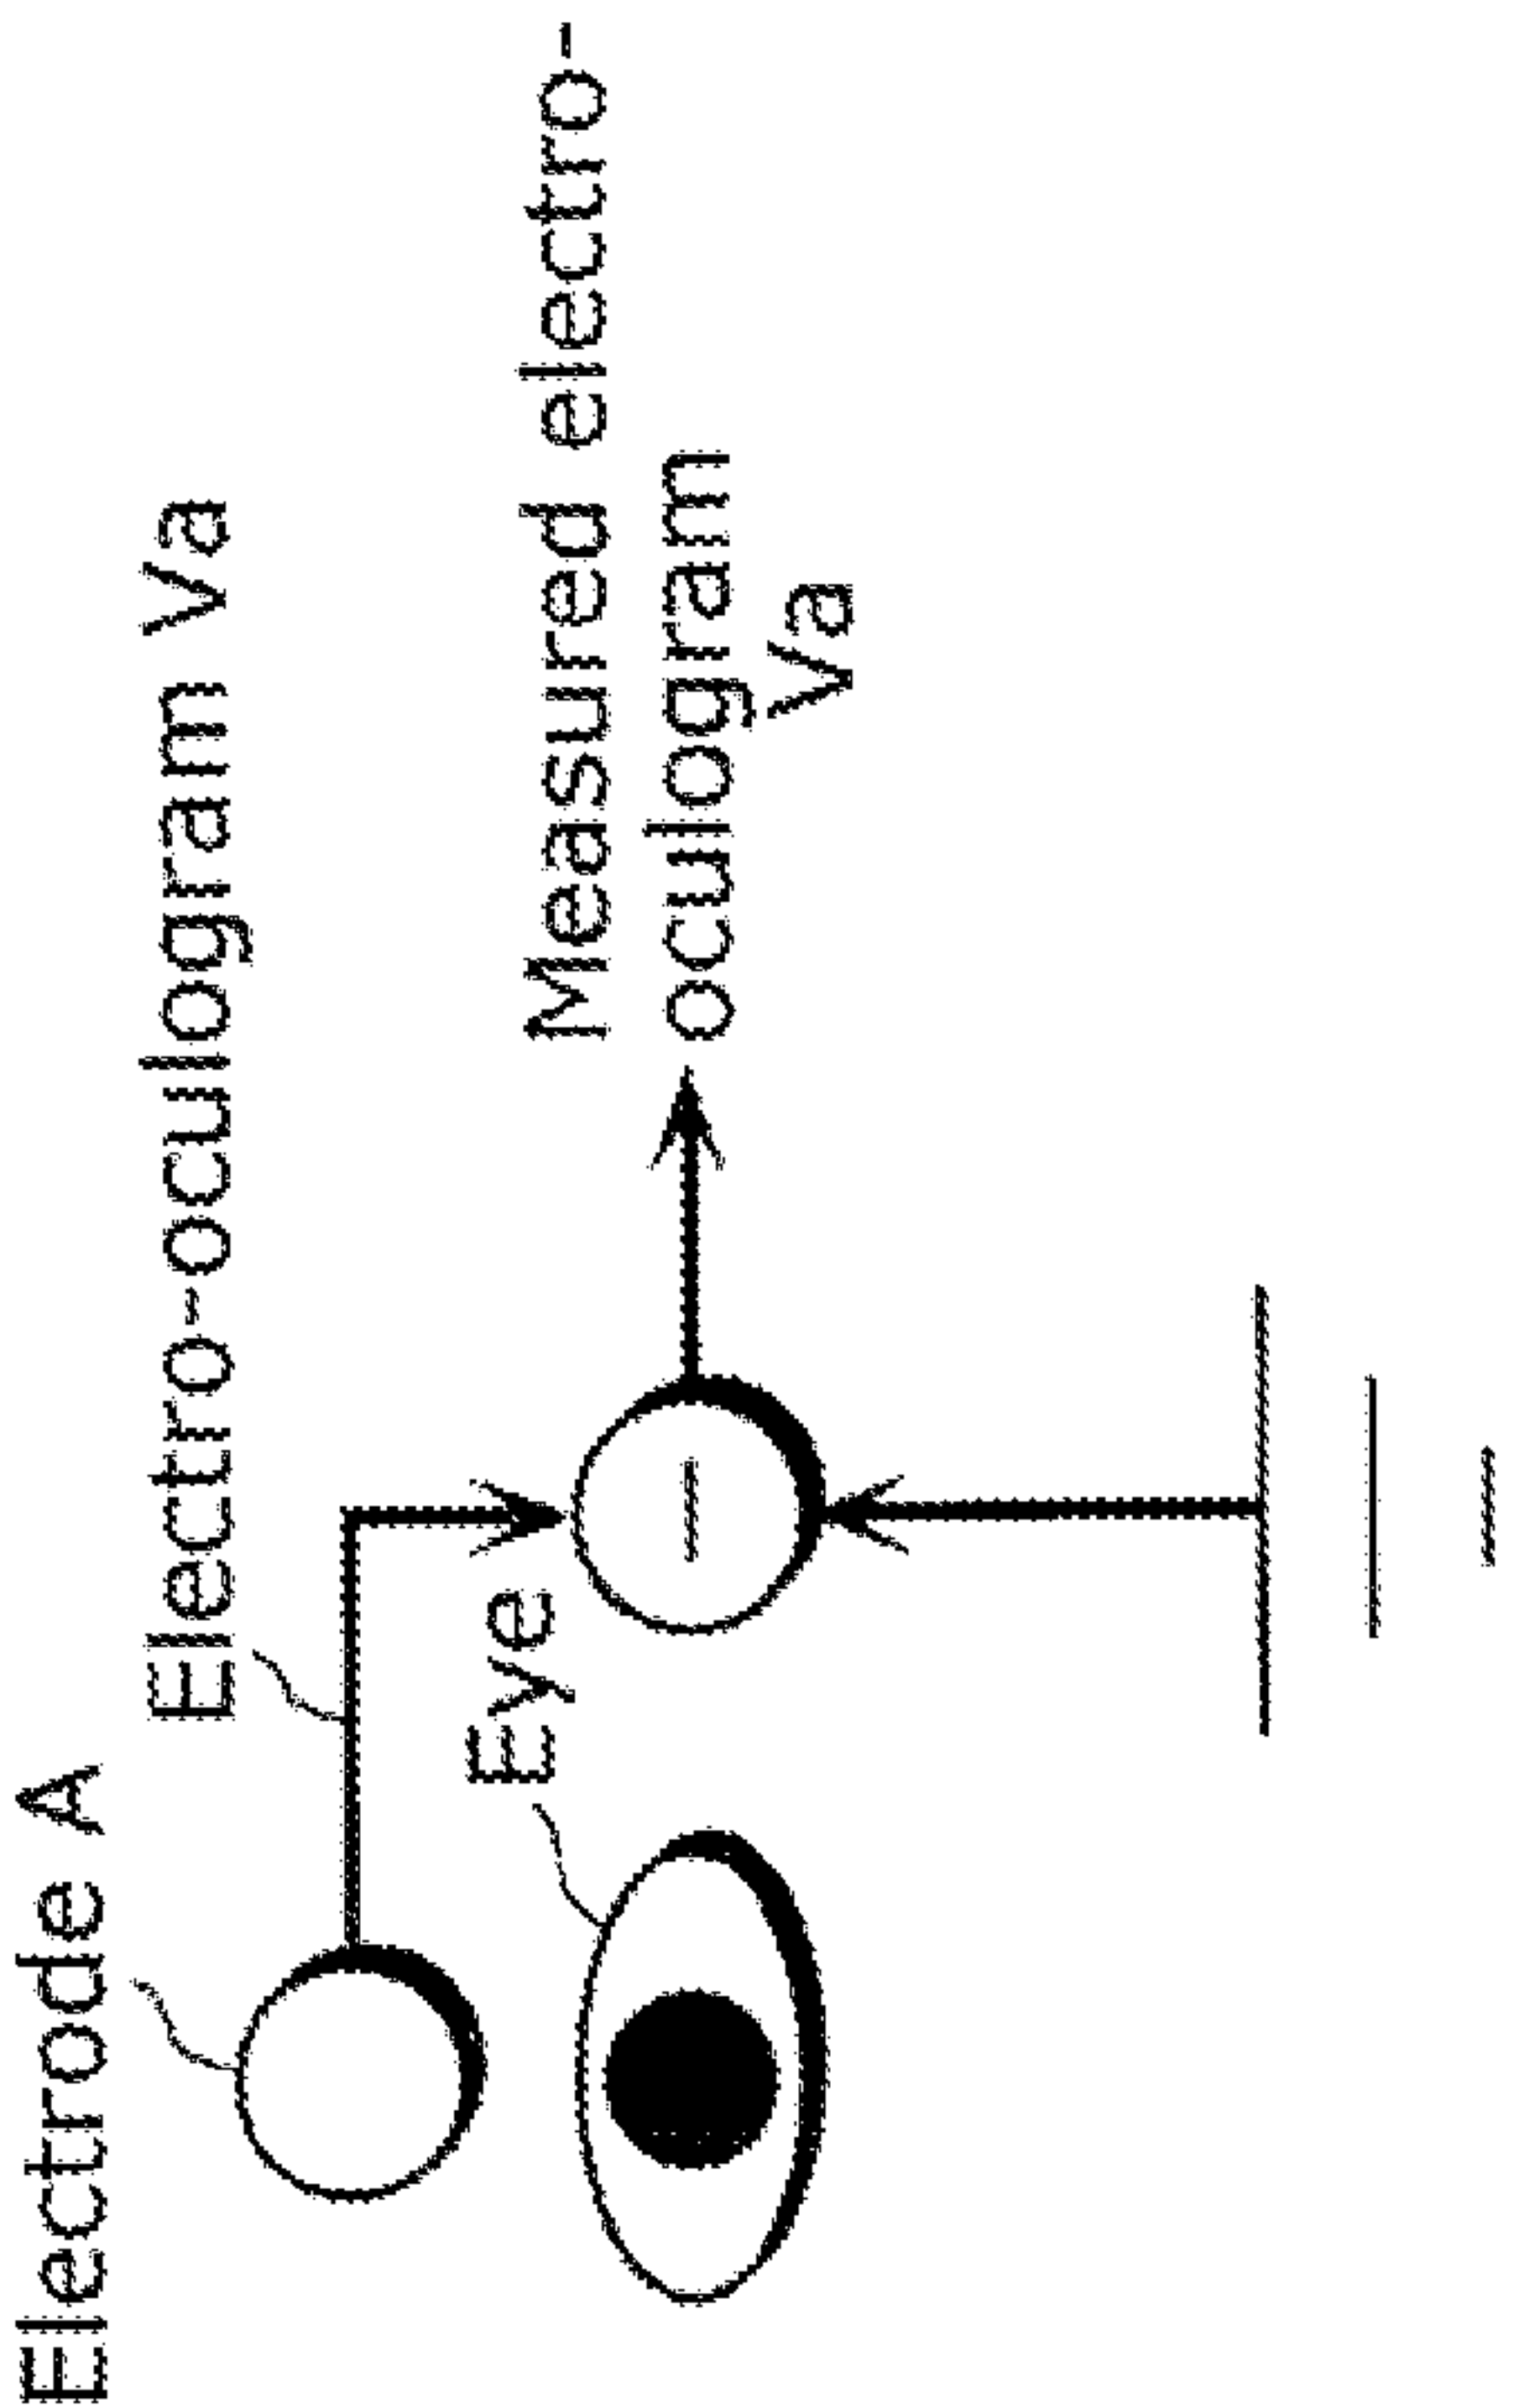 Electrode A
Electro-oculogram Va
Eye
Measured electro-
oculogram
Va